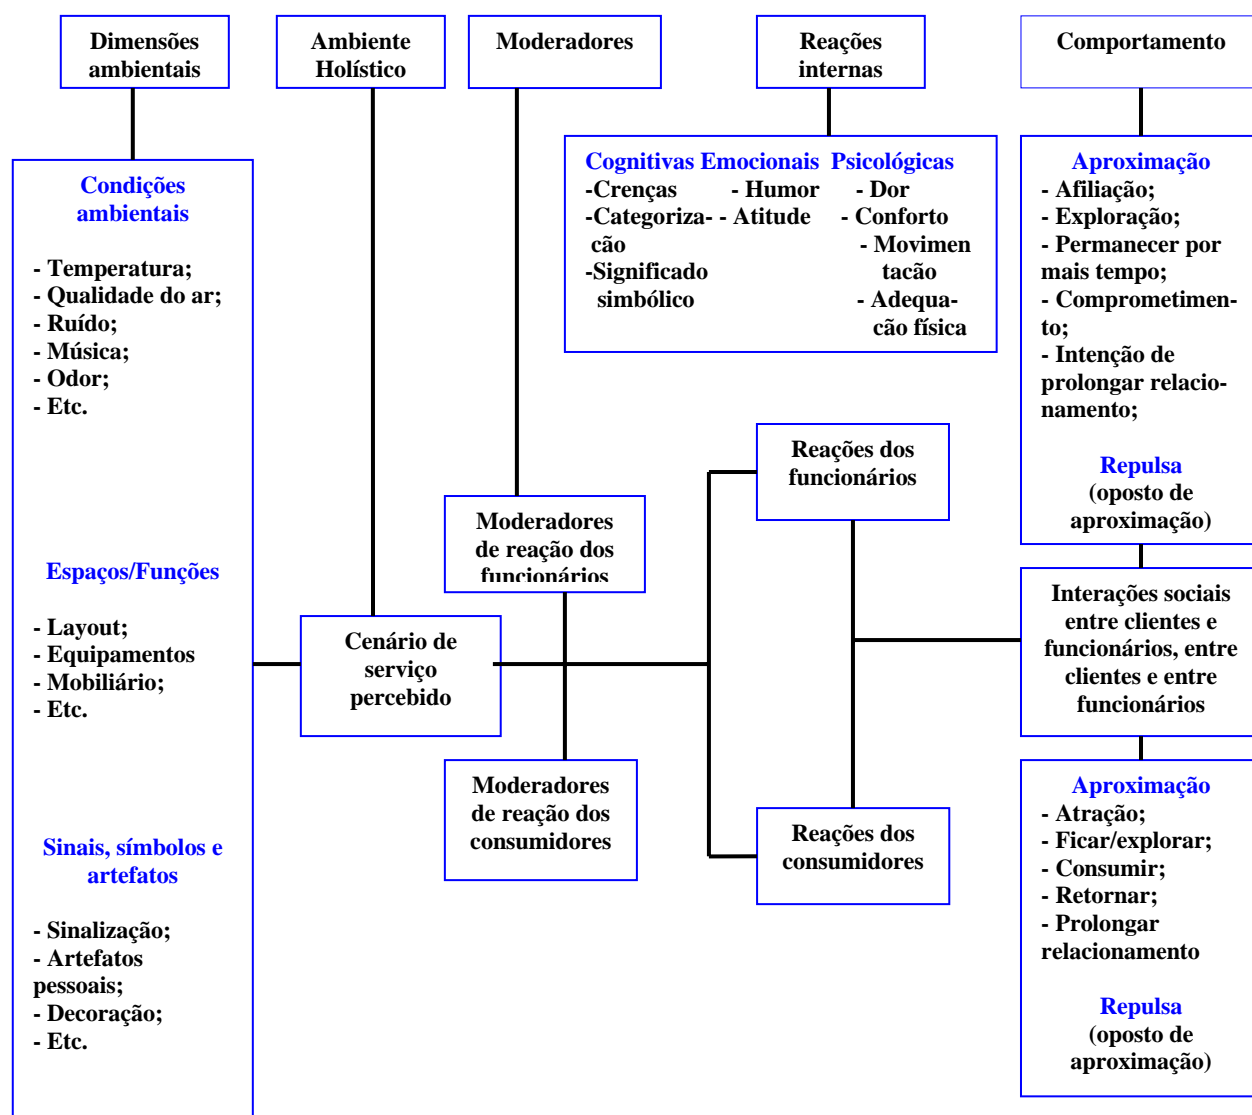 Dimensões
ambientais
Ambiente
Holístico
Moderadores
Reações
internas
Comportamento
Condições
ambientais
- Temperatura;
- Qualidade do ar;
- Ruído;
- Música;
- Odor;
- Etc.
Espaços/Funções
- Layout;
- Equipamentos
- Mobiliário;
- Etc.
Sinais, símbolos e
artefatos
- Sinalização;
- Artefatos
pessoais;
- Decoração;
- Etc.
Cenário de
serviço
percebido
Moderadores
de reação dos
funcionários
Moderadores
de reação dos
consumidores
Cognitivas Emocionais Psicológicas
-Crenças - Humor - Dor
-Categoriza- - Atitude - Conforto
cão - Movimen
-Significado tacão
simbólico - Adequa-
cão física
Reações dos
funcionários
Reações dos
consumidores
Aproximação
- Afiliação;
- Exploração;
- Permanecer por
mais tempo;
- Comprometimen-
to;
- Intenção de
prolongar relacio-
namento;
Repulsa
(oposto de
aproximação)
Interações sociais
entre clientes e
funcionários, entre
clientes e entre
funcionários
Aproximação
- Atração;
- Ficar/explorar;
- Consumir;
- Retornar;
- Prolongar
relacionamento
Repulsa
(oposto de
aproximação)